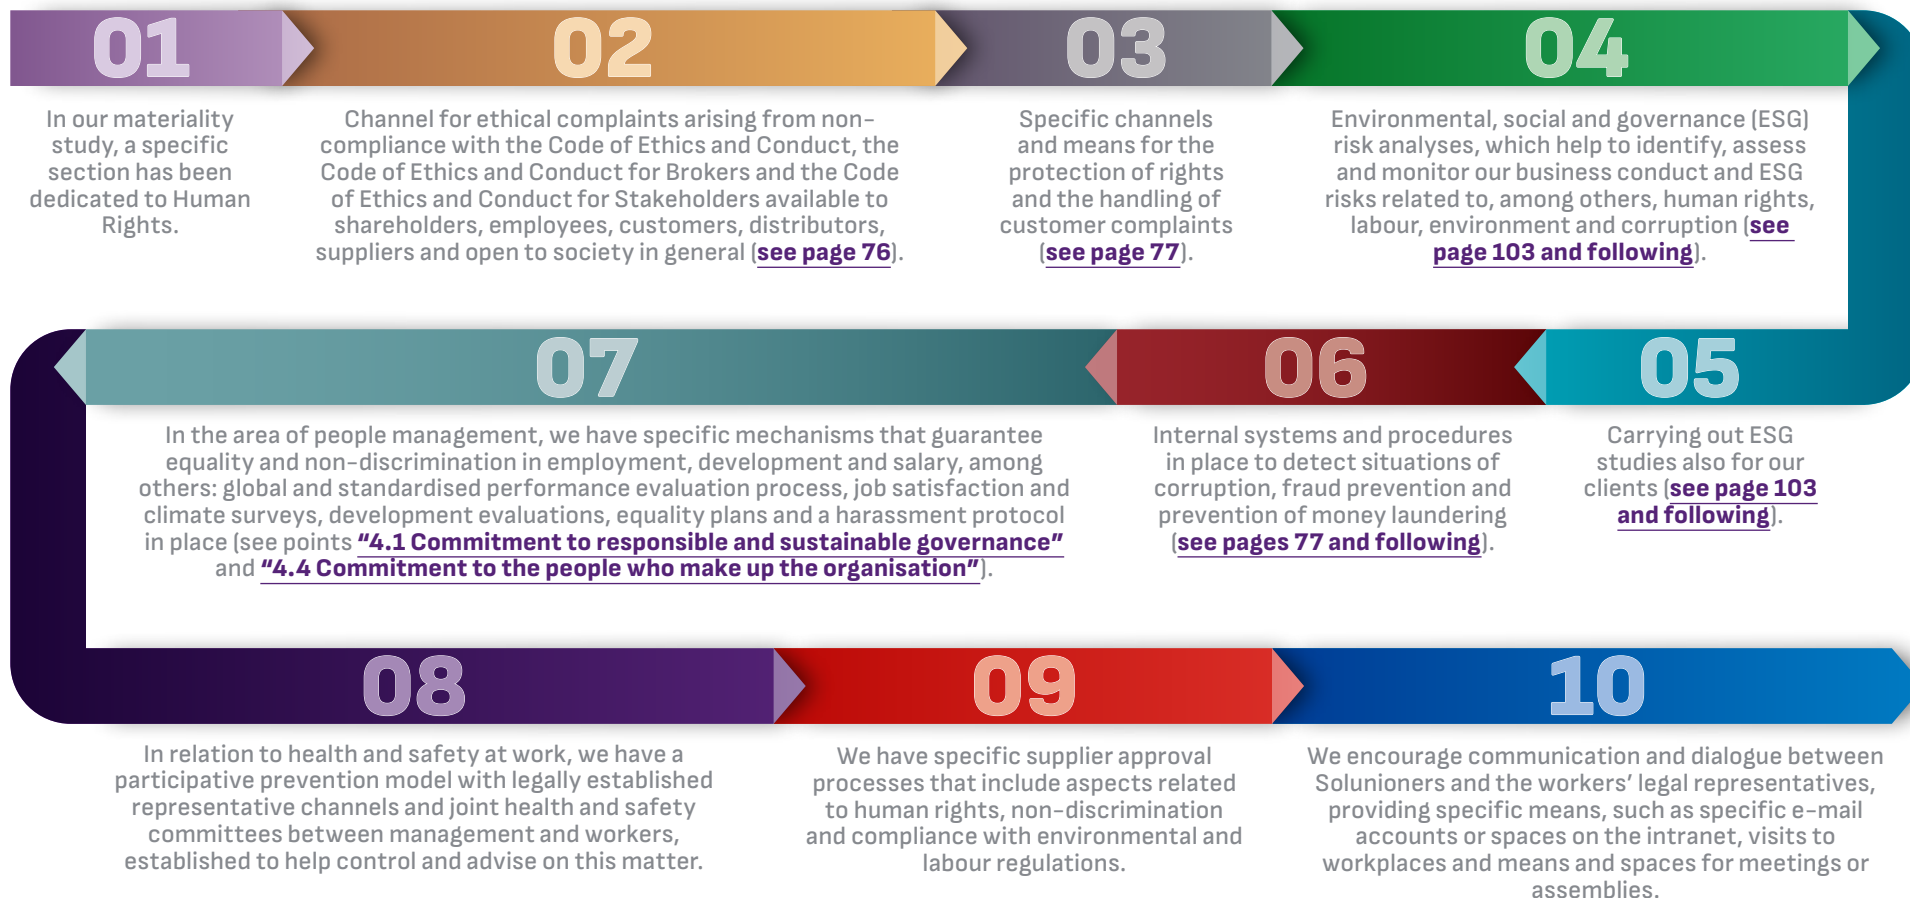 01
In our materiality
study, a specific
section has been
dedicated to Human
Rights.
02
Channel for ethical complaints arising from non-
compliance with the Code of Ethics and Conduct, the
Code of Ethics and Conduct for Brokers and the Code
of Ethics and Conduct for Stakeholders available to
shareholders, employees, customers, distributors,
suppliers and open to society in general (see page 76).
03
Specific channels
and means for the
protection of rights
and the handling of
customer complaints
(see page 77).
04
Environmental, social and governance (ESG)
risk analyses, which help to identify, assess
and monitor our business conduct and ESG
risks related to, among others, human rights,
labour, environment and corruption (see
page 103 and following).
05
Carrying out ESG
studies also for our
clients (see page 103
and following).
06
Internal systems and procedures
in place to detect situations of
corruption, fraud prevention and
prevention of money laundering
(see pages 77 and following).
07
In the area of people management, we have specific mechanisms that guarantee
equality and non-discrimination in employment, development and salary, among
others: global and standardised performance evaluation process, job satisfaction and
climate surveys, development evaluations, equality plans and a harassment protocol
in place (see points “4.1 Commitment to responsible and sustainable governance”
and “4.4 Commitment to the people who make up the organisation”).
08
In relation to health and safety at work, we have a
participative prevention model with legally established
representative channels and joint health and safety
committees between management and workers,
established to help control and advise on this matter.
09
We have specific supplier approval
processes that include aspects related
to human rights, non-discrimination
and compliance with environmental and
labour regulations.
10
We encourage communication and dialogue between
Solunioners and the workers’ legal representatives,
providing specific means, such as specific e-mail
accounts or spaces on the intranet, visits to
workplaces and means and spaces for meetings or
assemblies.